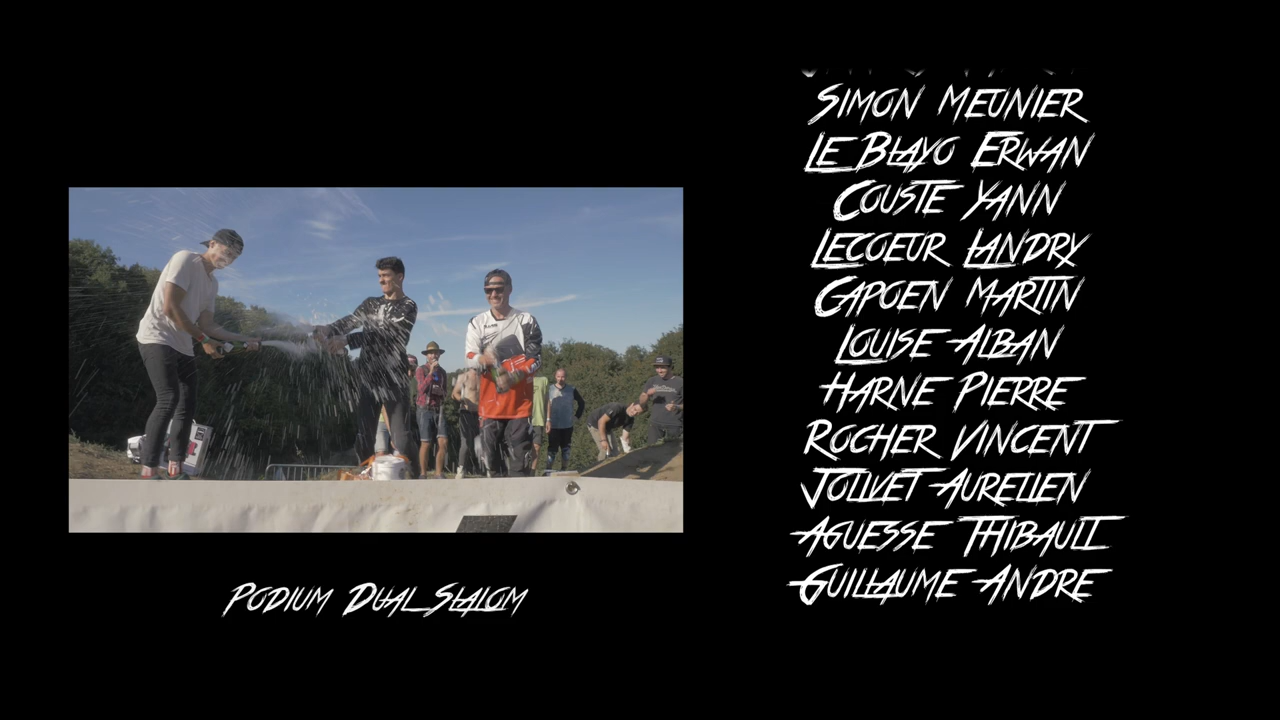 Simon Meunier
Le Blayo Erwan
Couste Yann
Lecoeur Landry
Capoen Martin
Louise Alban
Harne Pierre
Rocher Vincent
Jolivet Aurelien
Aguesse Thibault
Guillaume Andre
Podium Dual Slalom